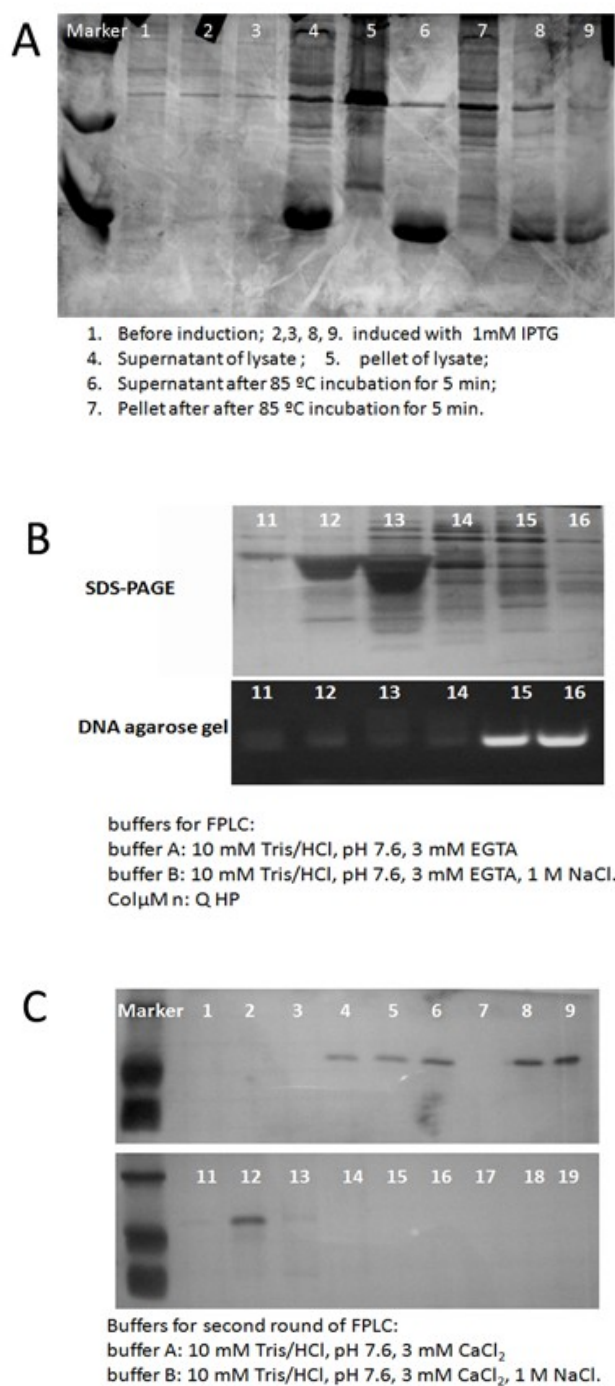 A
Marker 1 2 3 4 5 6 7 8 9
1. Before induction; 2,3, 8, 9. induced with 1mM IPTG
4. Supernatant of lysate ; 5. pellet of lysate;
6. Supernatant after 85 ºC incubation for 5 min;
7. Pellet after after 85 ºC incubation for 5 min.
B
11 12 13 14 15 16
SDS-PAGE
11 12 13 14 15 16
DNA agarose gel
buffers for FPLC:
buffer A: 10 mM Tris/HCl, pH 7.6, 3 mM EGTA
buffer B: 10 mM Tris/HCl, pH 7.6, 3 mM EGTA, 1 M NaCl.
ColµM n: Q HP
C
Marker 1 2 3 4 5 6 7 8 9
11 12 13 14 15 16 17 18 19
Buffers for second round of FPLC:
buffer A: 10 mM Tris/HCl, pH 7.6, 3 mM CaCl₂
buffer B: 10 mM Tris/HCl, pH 7.6, 3 mM CaCl₂, 1 M NaCl.